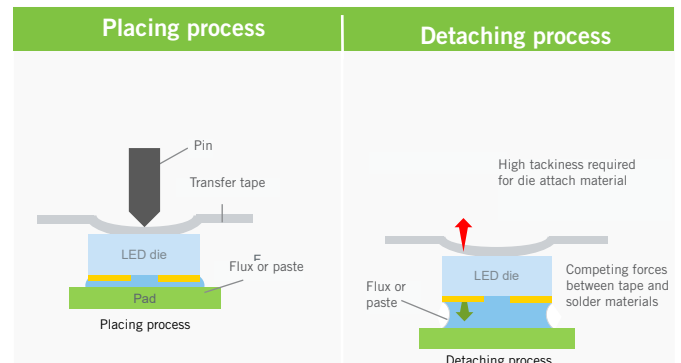 Placing process
Detaching process
Pin
Transfer tape
LED die
F
Flux or paste
Pad
Placing process
High tackiness required
for die attach material
LED die
Competing forces
between tape and
solder materials
Flux or
paste
Detaching process